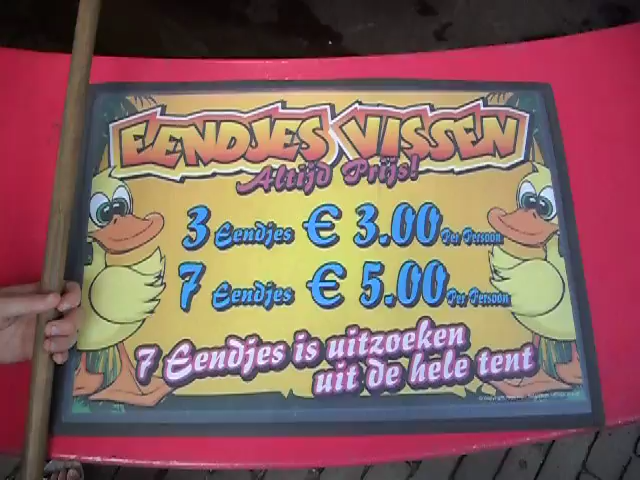 EENDJES VISSEN
Altijd Prijs!
3 Eendjes € 3.00 Per Persoon
7 Eendjes € 5.00 Per Persoon
7 Eendjes is uitzoeken
uit de hele tent